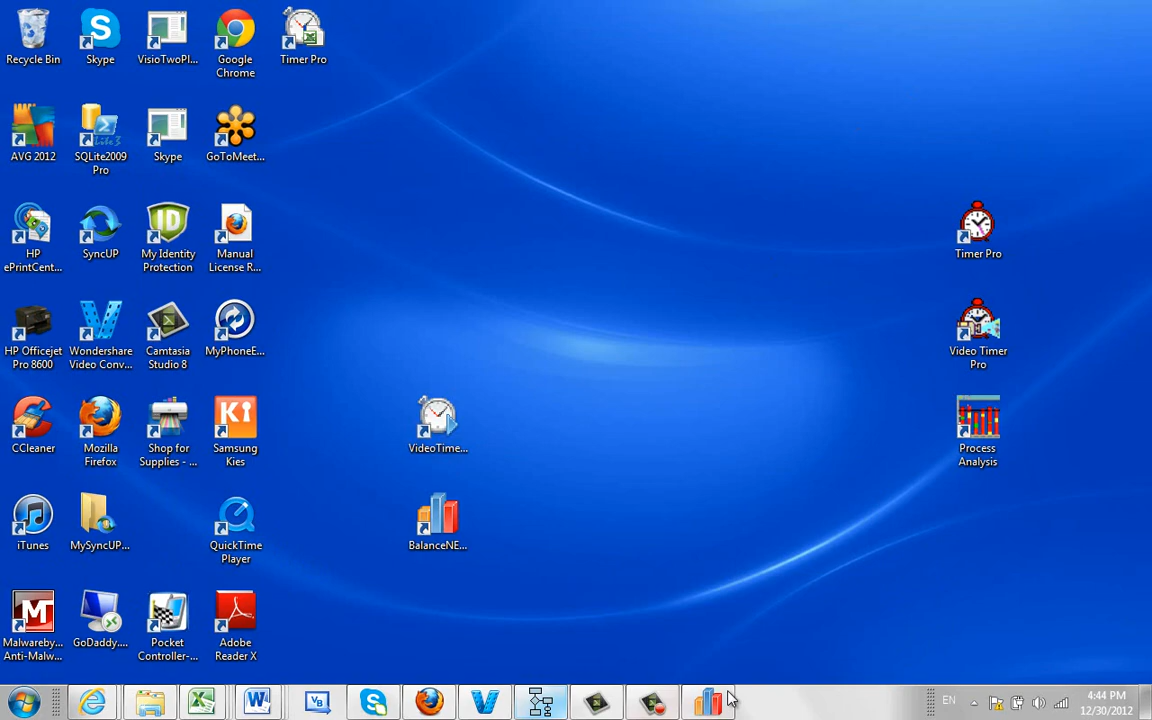 Recycle Bin
Skype
VisioTwoPl...
Google
Chrome
Timer Pro
AVG 2012
SQLite2009
Pro
Skype
GoToMeet...
HP
ePrintCent...
SyncUP
My Identity
Protection
Manual
License R...
Timer Pro
HP Officejet
Pro 8600
Wondershare
Video Conv...
Camtasia
Studio 8
MyPhoneE...
Video Timer
Pro
CCleaner
Mozilla
Firefox
Shop for
Supplies - ...
Samsung
Kies
VideoTime...
Process
Analysis
iTunes
MySyncUP...
QuickTime
Player
BalanceNE...
Malwareby...
Anti-Malw...
GoDaddy....
Pocket
Controller-...
Adobe
Reader X
EN
4:44 PM
12/30/2012